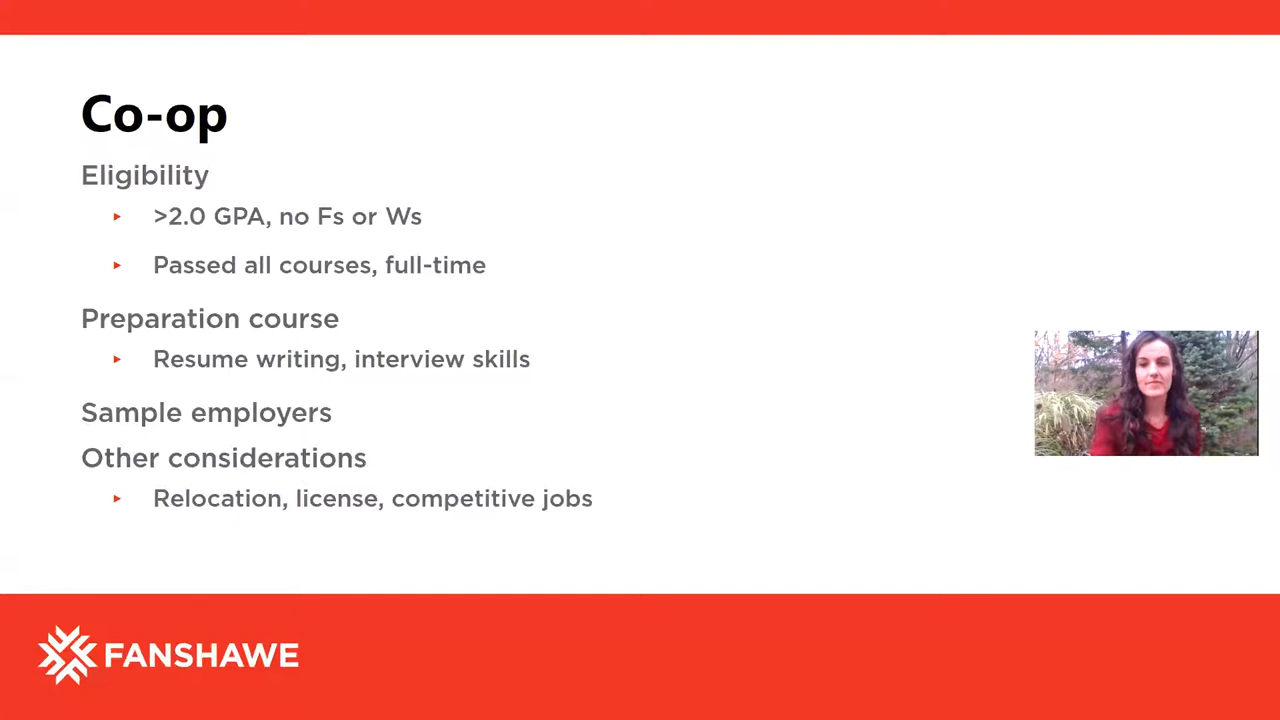 Co-op
Eligibility
>2.0 GPA, no Fs or Ws
Passed all courses, full-time
Preparation course
Resume writing, interview skills
Sample employers
Other considerations
Relocation, license, competitive jobs
FANSHAWE